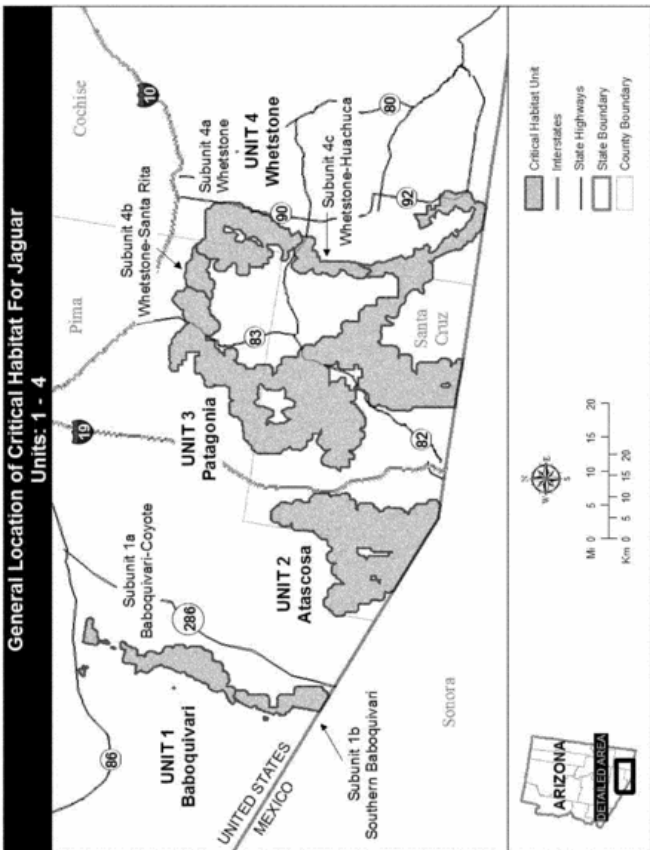 General Location of Critical Habitat For Jaguar
Units: 1 - 4
86
Subunit 1a
Baboquivari-Coyote
286
UNIT 1
Baboquivari
Subunit 1b
Southern Baboquivari
UNITED STATES
MEXICO
Sonora
UNIT 2
Atascosa
19
Pima
UNIT 3
Patagonia
82
83
Subunit 4b
Whetstone-Santa Rita
Subunit 4a
Whetstone
UNIT 4
Whetstone
Subunit 4c
Whetstone-Huachuca
Santa
Cruz
90
92
80
10
Cochise
ARIZONA
DETAILED AREA
N
W
E
S
Mi 0 5 10 15 20
Km 0 5 10 15 20
Critical Habitat Unit
Interstates
State Highways
State Boundary
County Boundary